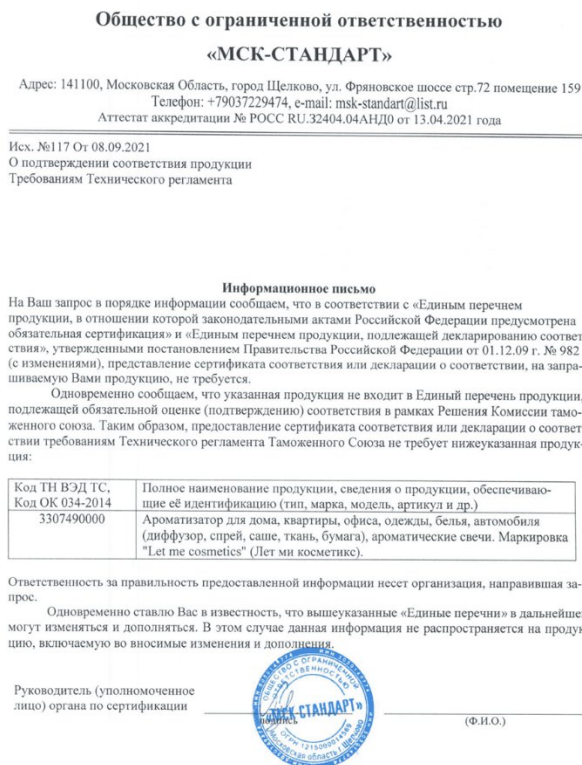 Общество с ограниченной ответственностью
«МСК-СТАНДАРТ»
Адрес: 141100, Московская Область, город Щелково, ул. Фряновское шоссе стр.72 помещение 159
Телефон: +79037229474, e-mail: msk-standart@list.ru
Аттестат аккредитации № РОСС RU.32404.04АНД0 от 13.04.2021 года
Исх. №117 От 08.09.2021
О подтверждении соответствия продукции
Требованиям Технического регламента
Информационное письмо
На Ваш запрос в порядке информации сообщаем, что в соответствии с «Единым перечнем
продукции, в отношении которой законодательными актами Российской Федерации предусмотрена
обязательная сертификация» и «Единым перечнем продукции, подлежащей декларированию соответ
ствия», утвержденными постановлением Правительства Российской Федерации от 01.12.09 г. № 982
(с изменениями), представление сертификата соответствия или декларации о соответствии, на запра-
шиваемую Вами продукцию, не требуется.
Одновременно сообщаем, что указанная продукция не входит в Единый перечень продукции,
подлежащей обязательной оценке (подтверждению) соответствия в рамках Решения Комиссии тамо-
женного союза. Таким образом, предоставление сертификата соответствия или декларации о соответ
ствии требованиям Технического регламента Таможенного Союза не требует нижеуказанная продук-
ция:
Код ТН ВЭД ТС,
Код ОК 034-2014
Полное наименование продукции, сведения о продукции, обеспечиваю-
щие её идентификацию (тип, марка, модель, артикул и др.)
3307490000
Ароматизатор для дома, квартиры, офиса, одежды, белья, автомобиля
(диффузор, спрей, саше, ткань, бумага), ароматические свечи. Маркировка
"Let me cosmetics" (Лет ми косметикс).
Ответственность за правильность предоставленной информации несет организация, направившая за-
прос.
Одновременно ставлю Вас в известность, что вышеуказанные «Единые перечни» в дальнейше
могут изменяться и дополняться. В этом случае данная информация не распространяется на продук
цию, включаемую во вносимые изменения и дополнения.
Руководитель (уполномоченное
лицо) органа по сертификации
подпись
(Ф.И.О.)
ОБЩЕСТВО С ОГРАНИЧЕННОЙ
ОТВЕТСТВЕННОСТЬЮ
«МСК-СТАНДАРТ»
ОГРН 1215000014589
Московская область г. Щелково